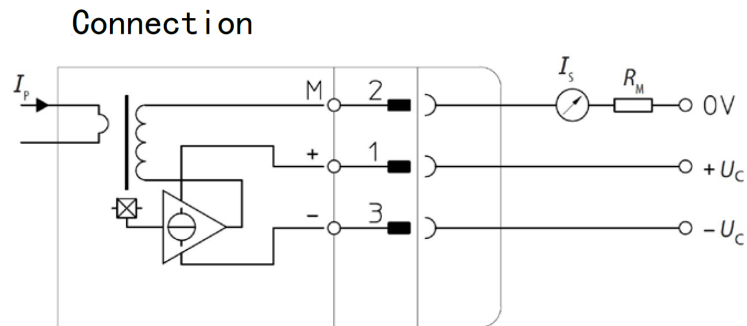 Connection
I_P
M 2 I_S R_M 0V
+ 1 +U_C
- 3 -U_C